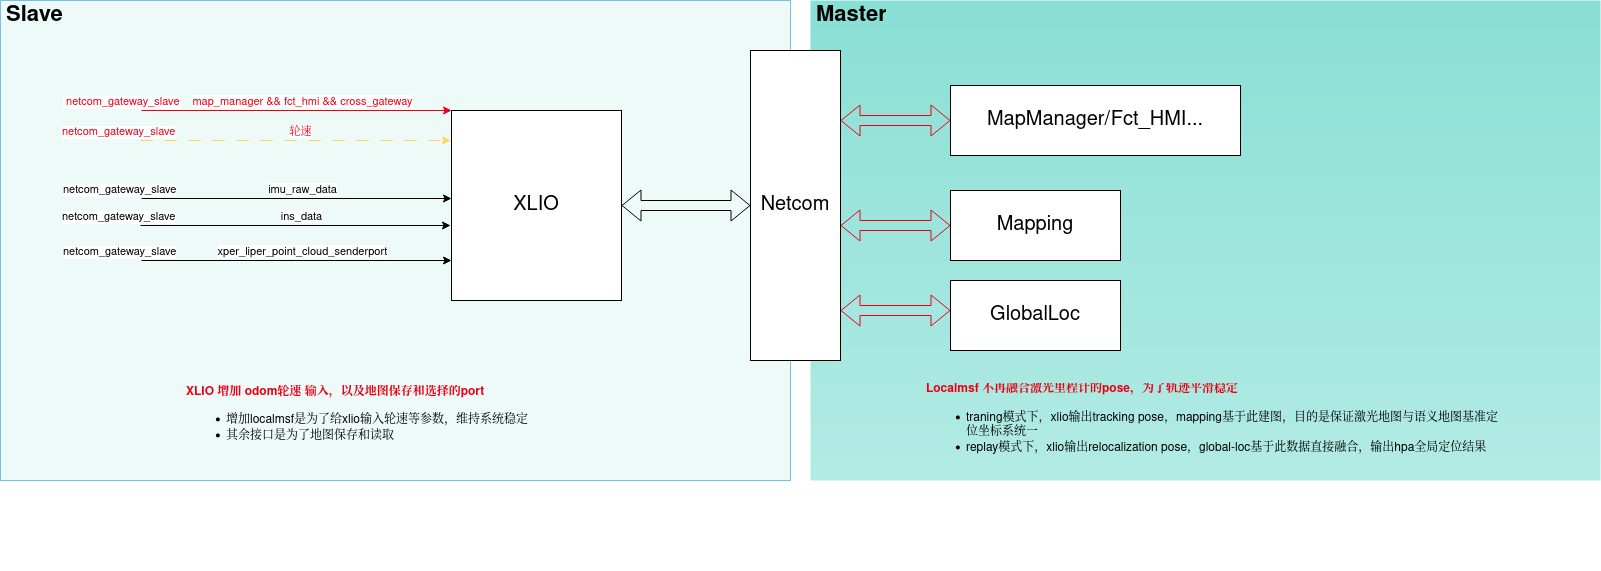 Slave
Master
netcom_gateway_slave map_manager && fct_hmi && cross_gateway
netcom_gateway_slave 轮速
netcom_gateway_slave imu_raw_data
netcom_gateway_slave ins_data
netcom_gateway_slave xper_liper_point_cloud_senderport
XLIO
Netcom
MapManager/Fct_HMI...
Mapping
GlobalLoc
XLIO 增加 odom轮速 输入，以及地图保存和选择的port
增加localmsf是为了给xlio输入轮速等参数，维持系统稳定
其余接口是为了地图保存和读取
Localmsf 不再融合激光里程计的pose，为了轨迹平滑稳定
traning模式下，xlio输出tracking pose，mapping基于此建图，目的是保证激光地图与语义地图基准定
位坐标系统一
replay模式下，xlio输出relocalization pose，global-loc基于此数据直接融合，输出hpa全局定位结果